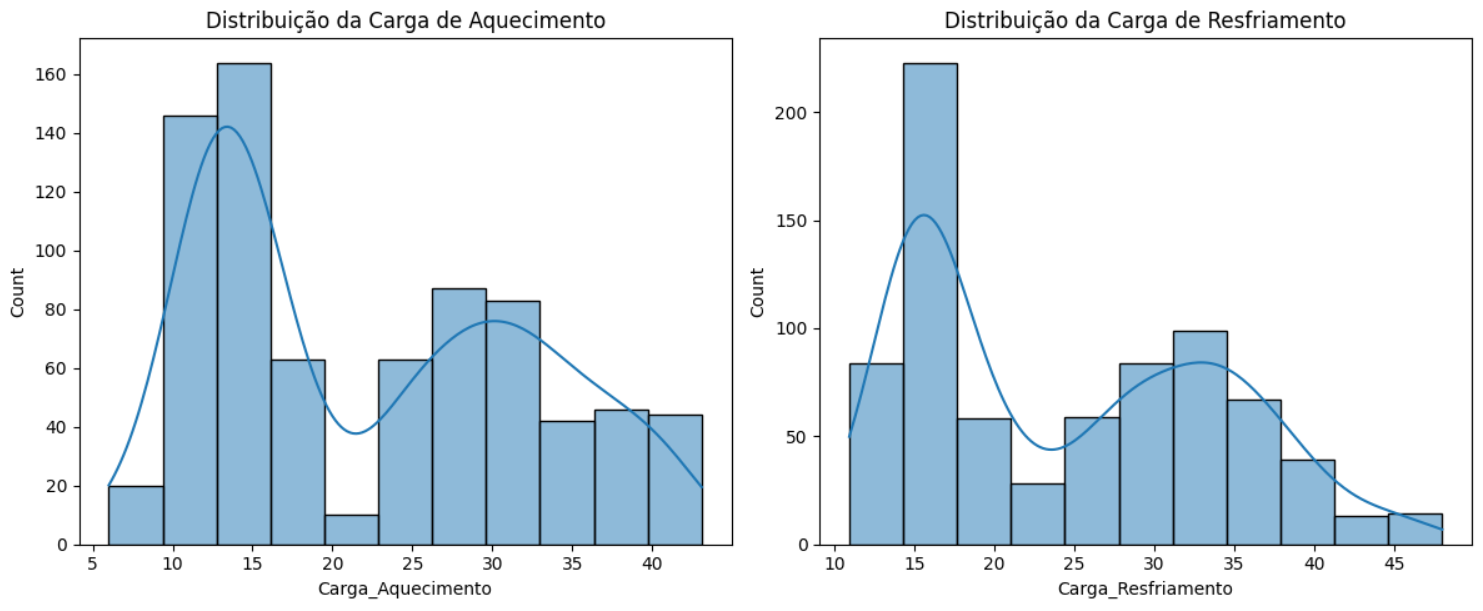 Distribuição da Carga de Aquecimento
160
140
120
100
80
60
40
20
0
Count
5 10 15 20 25 30 35 40
Carga_Aquecimento
Distribuição da Carga de Resfriamento
200
150
100
50
0
Count
10 15 20 25 30 35 40 45
Carga_Resfriamento